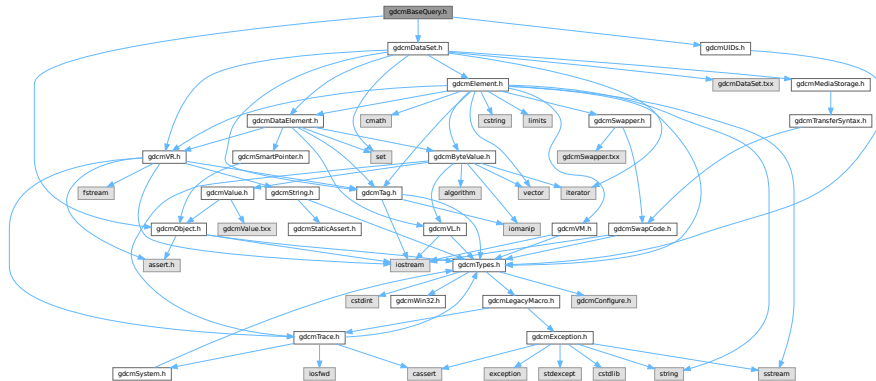 gdcmBaseQuery.h
gdcmDataSet.h
gdcmUIDs.h
gdcmElement.h
gdcmDataSet.txx
gdcmMediaStorage.h
gdcmDataElement.h
cmath
cstring
limits
gdcmSwapper.h
gdcmTransferSyntax.h
gdcmVR.h
gdcmSmartPointer.h
set
gdcmByteValue.h
gdcmSwapper.txx
fstream
gdcmValue.h
gdcmString.h
gdcmTag.h
algorithm
vector
iterator
gdcmObject.h
gdcmValue.txx
gdcmStaticAssert.h
gdcmVL.h
iomanip
gdcmVM.h
gdcmSwapCode.h
assert.h
iostream
gdcmTypes.h
cstdint
gdcmWin32.h
gdcmLegacyMacro.h
gdcmConfigure.h
gdcmTrace.h
gdcmException.h
gdcmSystem.h
iosfwd
cassert
exception
stdexcept
cstdlib
string
sstream